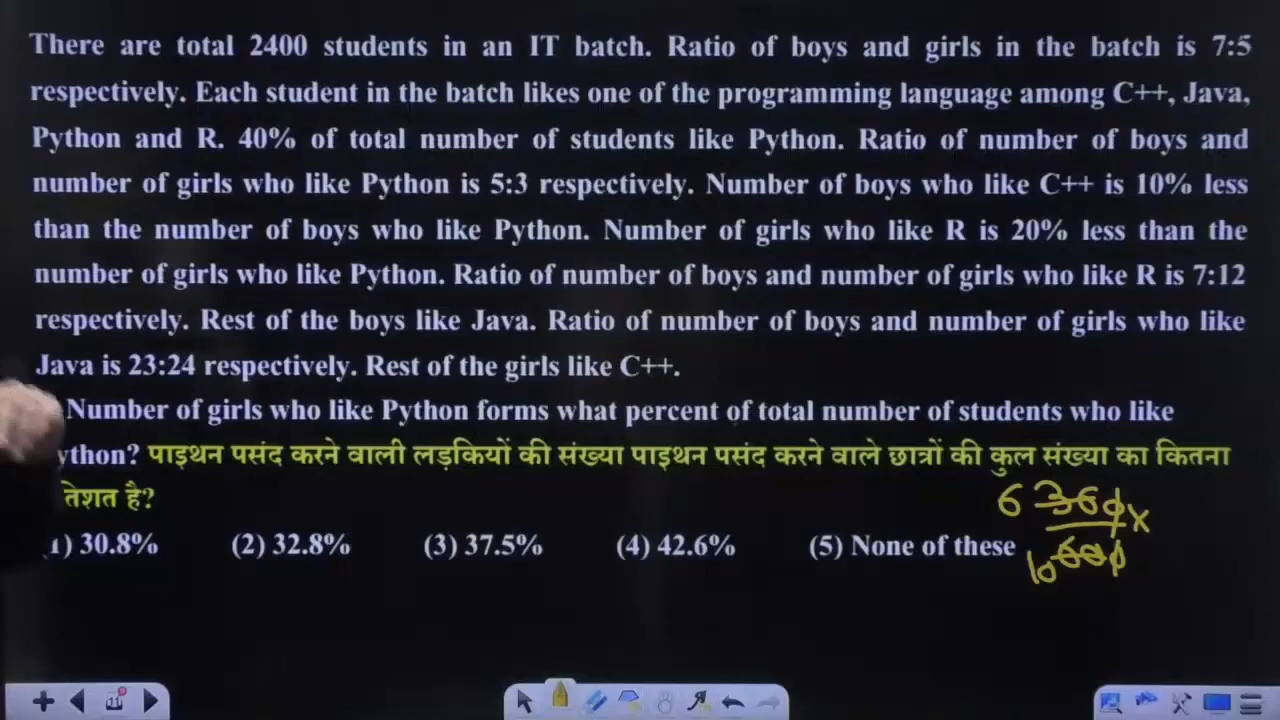 There are total 2400 students in an IT batch. Ratio of boys and girls in the batch is 7:5
respectively. Each student in the batch likes one of the programming language among C++, Java,
Python and R. 40% of total number of students like Python. Ratio of number of boys and
number of girls who like Python is 5:3 respectively. Number of boys who like C++ is 10% less
than the number of boys who like Python. Number of girls who like R is 20% less than the
number of girls who like Python. Ratio of number of boys and number of girls who like R is 7:12
respectively. Rest of the boys like Java. Ratio of number of boys and number of girls who like
Java is 23:24 respectively. Rest of the girls like C++.
Number of girls who like Python forms what percent of total number of students who like
ython? पाइथन पसंद करने वाली लड़कियों की संख्या पाइथन पसंद करने वाले छात्रों की कुल संख्या का कितना
तिशत है?
1) 30.8% (2) 32.8% (3) 37.5% (4) 42.6% (5) None of these
6 360 x
10
11